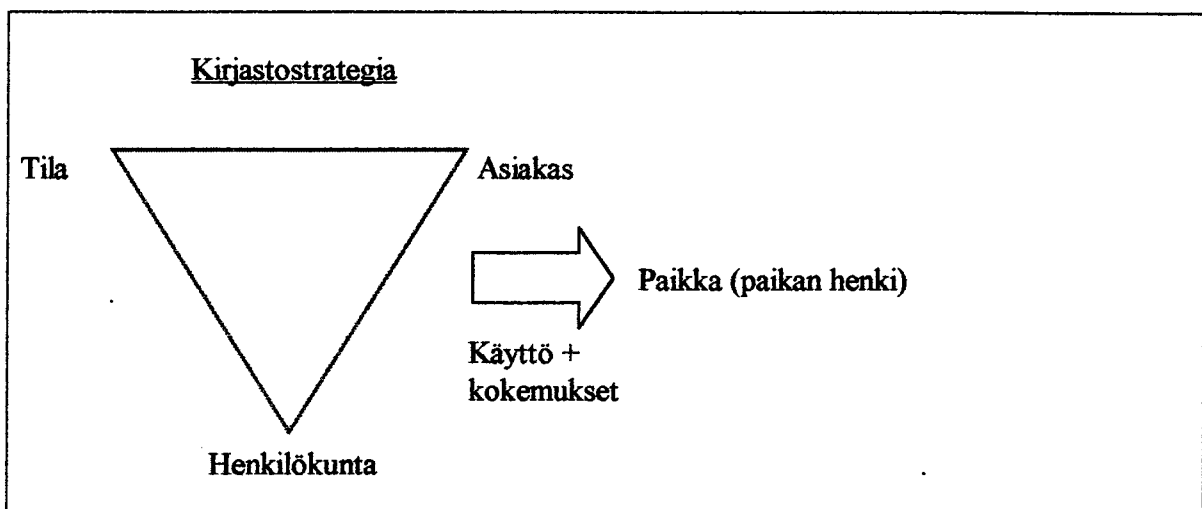 Kirjastostrategia
Tila
Asiakas
Paikka (paikan henki)
Käyttö +
kokemukset
Henkilökunta